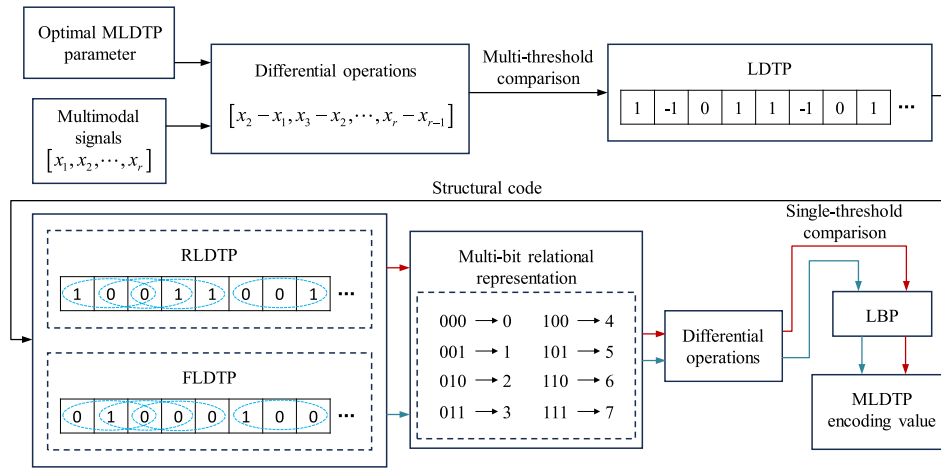 Optimal MLDTP
parameter
Multimodal
signals
[x₁, x₂, ⋯, xᵣ]
Differential operations
[x₂ − x₁, x₃ − x₂, ⋯, xᵣ − xᵣ₋₁]
Multi-threshold
comparison
LDTP
1 -1 0 1 1 -1 0 1 ⋯
Structural code
RLDTP
1 0 0 1 1 0 0 1 ⋯
FLDTP
0 1 0 0 0 1 0 0 ⋯
Multi-bit relational
representation
000 → 0 100 → 4
001 → 1 101 → 5
010 → 2 110 → 6
011 → 3 111 → 7
Differential
operations
Single-threshold
comparison
LBP
MLDTP
encoding value